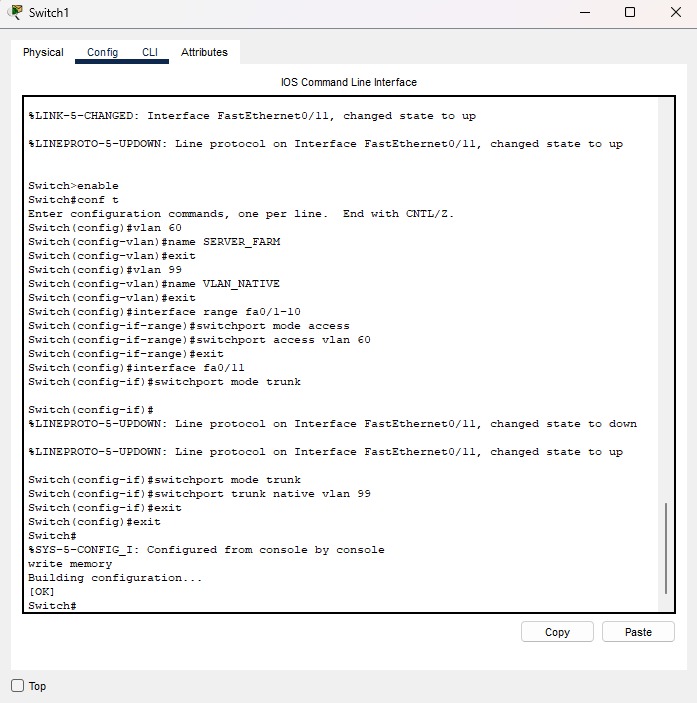 Switch1
Physical Config CLI Attributes
IOS Command Line Interface
%LINK-5-CHANGED: Interface FastEthernet0/11, changed state to up
%LINEPROTO-5-UPDOWN: Line protocol on Interface FastEthernet0/11, changed state to up
Switch>enable
Switch#conf t
Enter configuration commands, one per line.  End with CNTL/Z.
Switch(config)#vlan 60
Switch(config-vlan)#name SERVER_FARM
Switch(config-vlan)#exit
Switch(config)#vlan 99
Switch(config-vlan)#name VLAN_NATIVE
Switch(config-vlan)#exit
Switch(config)#interface range fa0/1-10
Switch(config-if-range)#switchport mode access
Switch(config-if-range)#switchport access vlan 60
Switch(config-if-range)#exit
Switch(config)#interface fa0/11
Switch(config-if)#switchport mode trunk
Switch(config-if)#
%LINEPROTO-5-UPDOWN: Line protocol on Interface FastEthernet0/11, changed state to down
%LINEPROTO-5-UPDOWN: Line protocol on Interface FastEthernet0/11, changed state to up
Switch(config-if)#switchport mode trunk
Switch(config-if)#switchport trunk native vlan 99
Switch(config-if)#exit
Switch(config)#exit
Switch#
%SYS-5-CONFIG_I: Configured from console by console
write memory
Building configuration...
[OK]
Switch#
Copy Paste
Top